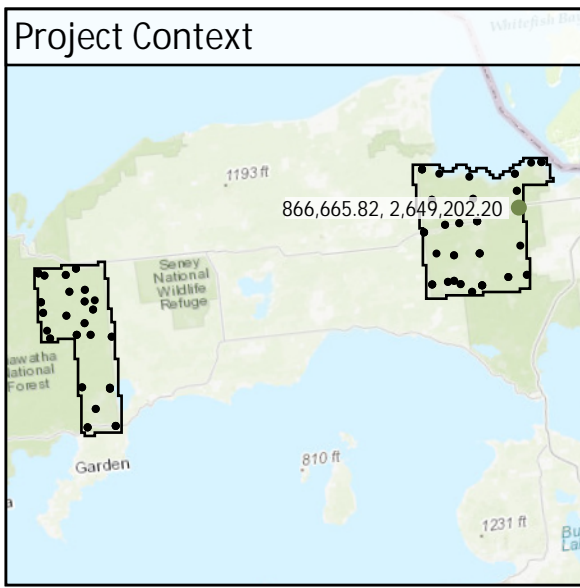 Project Context
Whitefish Bay
1193 ft
866,665.82, 2,649,202.20
Seney
National
Wildlife
Refuge
iawatha
National
Forest
Garden
810 ft
1231 ft
a
Bu
La